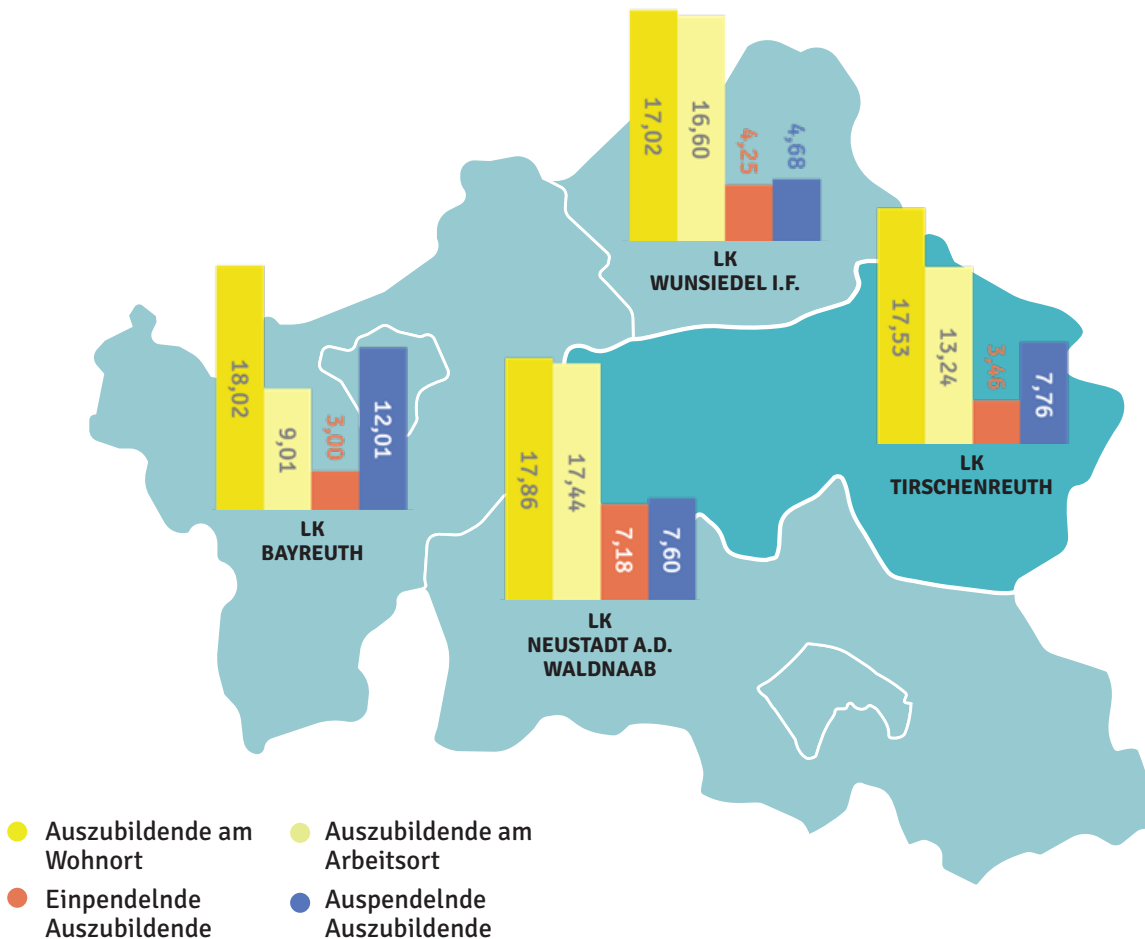 17,02
16,60
4,25
4,68
LK
WUNSIEDEL I.F.
17,53
13,24
3,46
7,76
LK
TIRSCHENREUTH
18,02
9,01
3,00
12,01
LK
BAYREUTH
17,86
17,44
7,18
7,60
LK
NEUSTADT A.D.
WALDNAAB
Auszubildende am
Wohnort
Auszubildende am
Arbeitsort
Einpendelnde
Auszubildende
Auspendelnde
Auszubildende